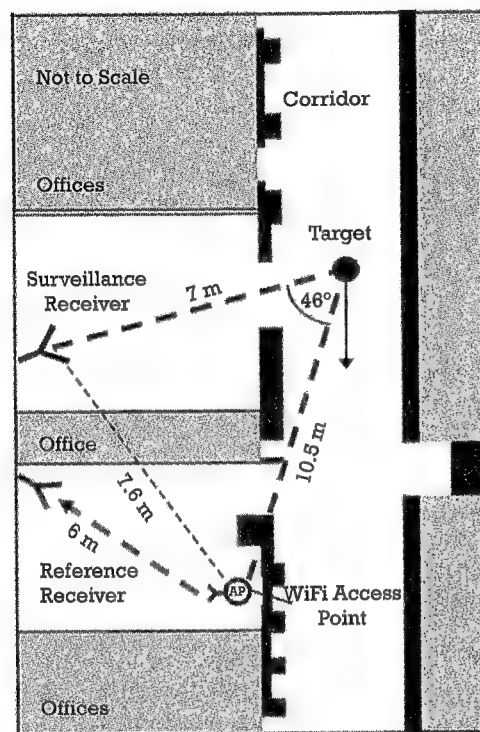 Not to Scale
Corridor
Offices
Target
Surveillance
Receiver
7 m
46°
Office
10.5 m
7.6 m
6 m
AP
Reference
Receiver
WiFi Access
Point
Offices